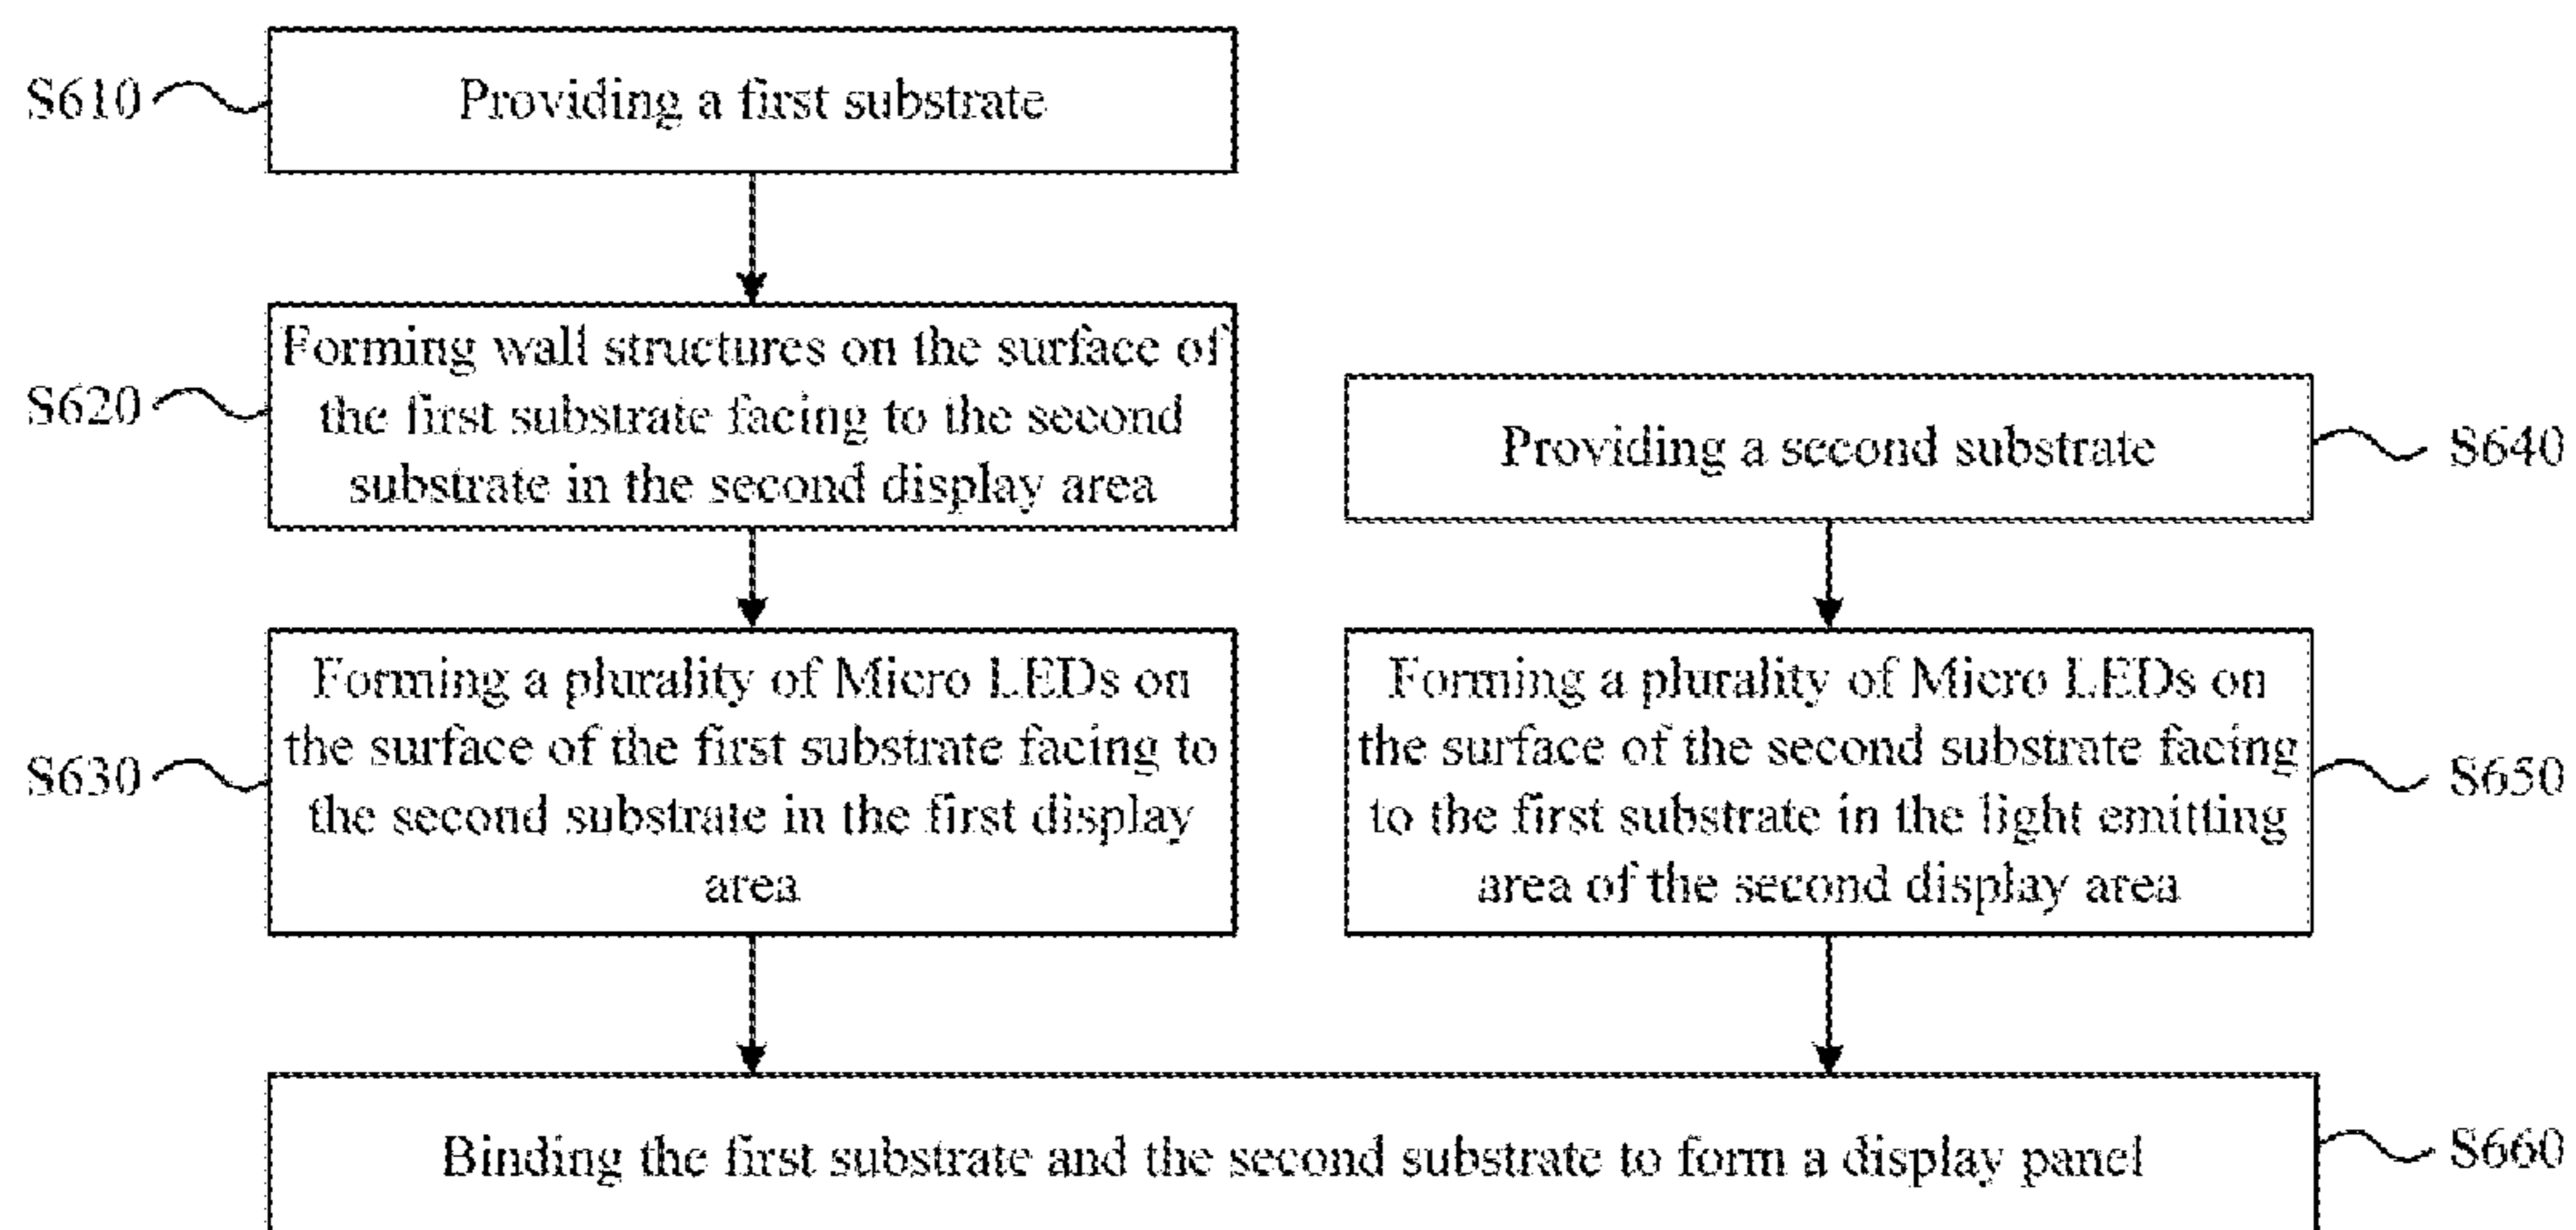 S610
Providing a first substrate
S620
Forming wall structures on the surface of
the first substrate facing to the second
substrate in the second display area
Providing a second substrate
S640
S630
Forming a plurality of Micro LEDs on
the surface of the first substrate facing to
the second substrate in the first display
area
Forming a plurality of Micro LEDs on
the surface of the second substrate facing
to the first substrate in the light emitting
area of the second display area
S650
Binding the first substrate and the second substrate to form a display panel
S660